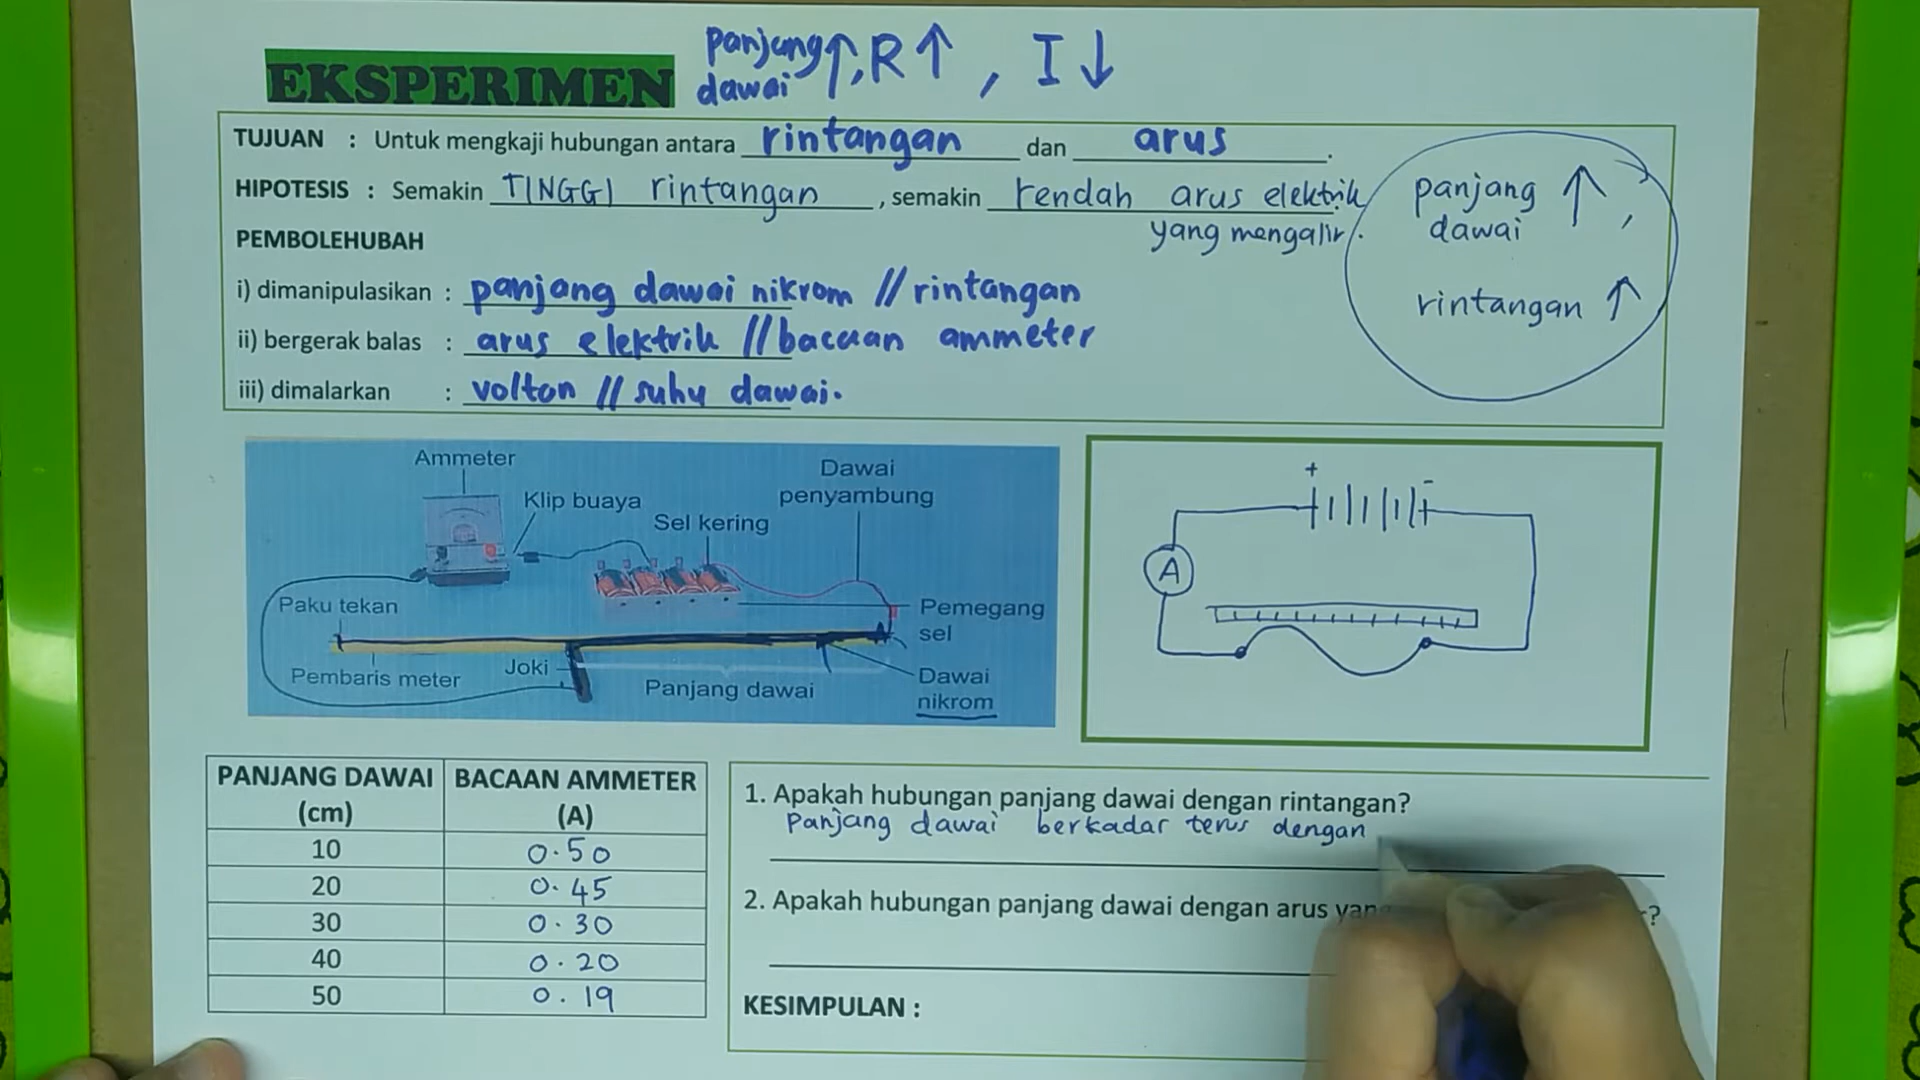 EKSPERIMEN
panjang↑, R↑, I↓
dawai
TUJUAN : Untuk mengkaji hubungan antara rintangan dan arus.
HIPOTESIS : Semakin TINGGI rintangan, semakin rendah arus elektrik
yang mengalir.
PEMBOLEHUBAH
i) dimanipulasikan : panjang dawai nikrom // rintangan
ii) bergerak balas : arus elektrik // bacaan ammeter
iii) dimalarkan : voltan // suhu dawai.
panjang ↑,
dawai
rintangan ↑
Ammeter
Klip buaya
Sel kering
Dawai
penyambung
Paku tekan
Pembaris meter
Joki
Panjang dawai
Pemegang
sel
Dawai
nikrom
+ -
A
PANJANG DAWAI (cm) BACAAN AMMETER (A)
10 0.50
20 0.45
30 0.30
40 0.20
50 0.19
1. Apakah hubungan panjang dawai dengan rintangan?
Panjang dawai berkadar terus dengan
2. Apakah hubungan panjang dawai dengan arus ?
KESIMPULAN :